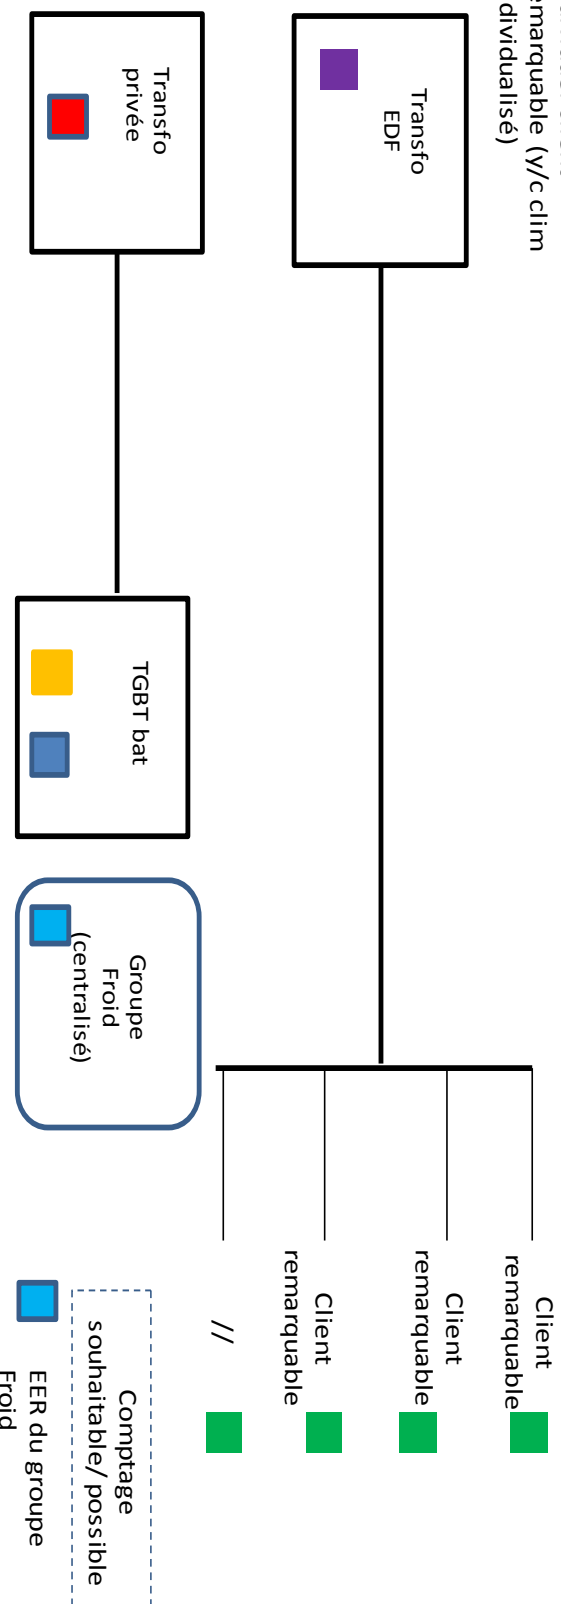 emarquable (y/c clim
dividualisé)
Client
remarquable
Transfo
EDF
Client
remarquable
Client
remarquable
//
Transfo
privée
TGBT bat
Groupe
Froid
(centralisé)
Comptage
souhaitable/ possible
EER du groupe
Froid